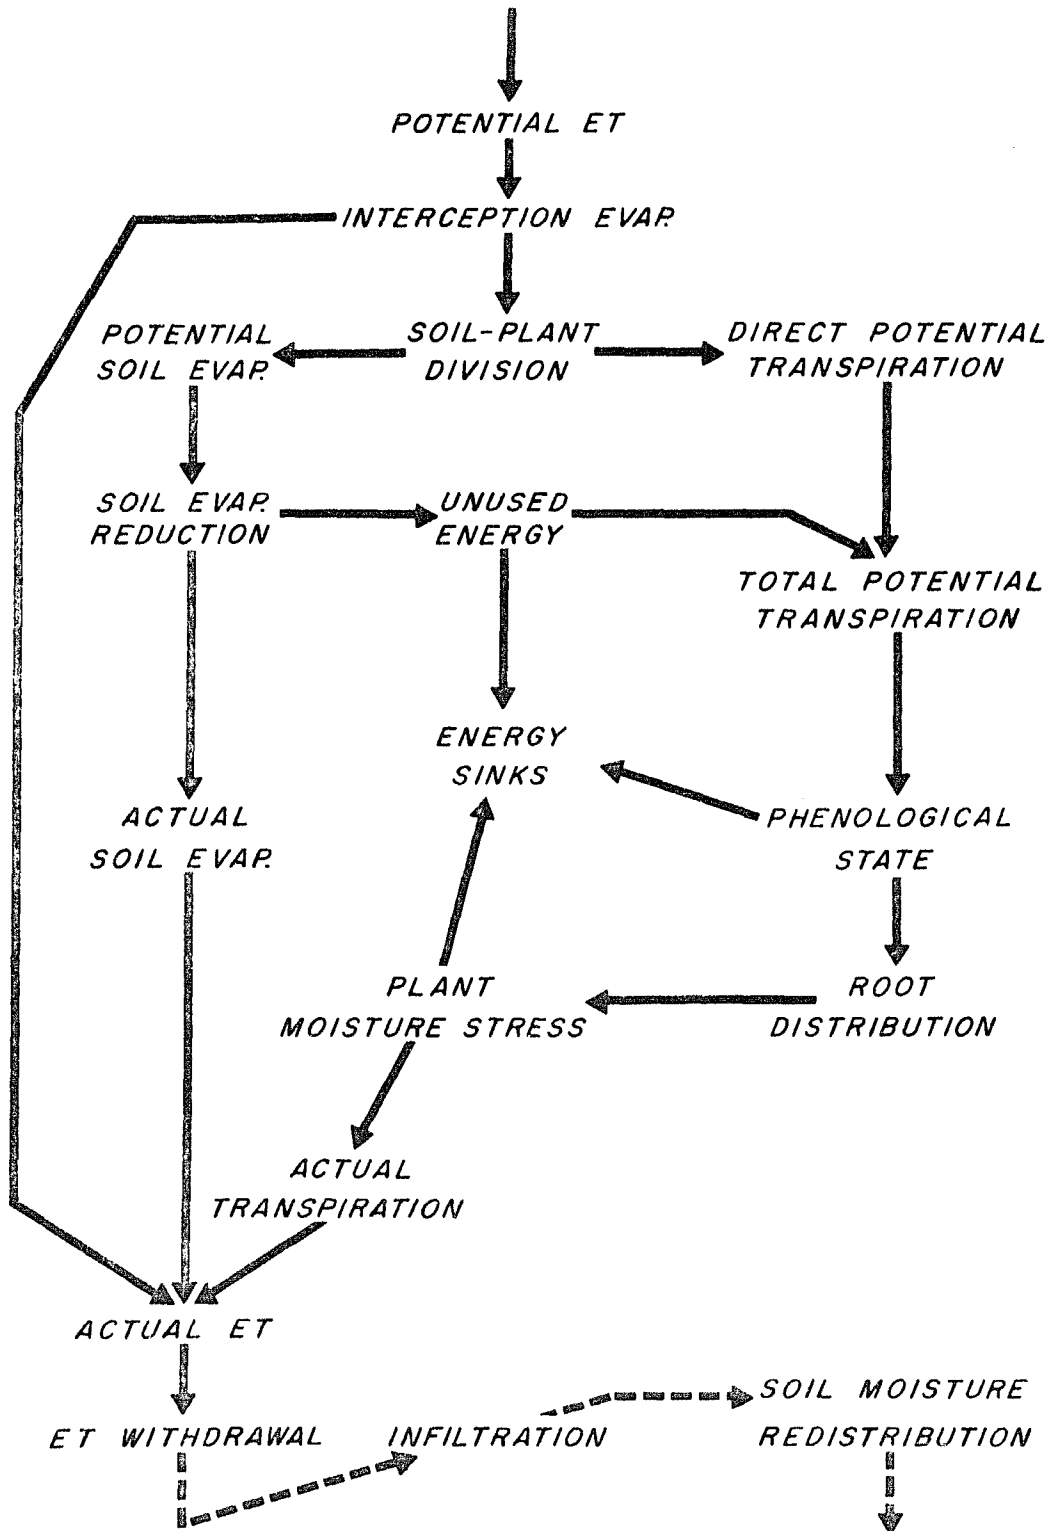 POTENTIAL ET
INTERCEPTION EVAP.
POTENTIAL
SOIL EVAP.
SOIL-PLANT
DIVISION
DIRECT POTENTIAL
TRANSPIRATION
SOIL EVAP.
REDUCTION
UNUSED
ENERGY
TOTAL POTENTIAL
TRANSPIRATION
ENERGY
SINKS
ACTUAL
SOIL EVAP.
PHENOLOGICAL
STATE
PLANT
MOISTURE STRESS
ROOT
DISTRIBUTION
ACTUAL
TRANSPIRATION
ACTUAL ET
ET WITHDRAWAL
INFILTRATION
SOIL MOISTURE
REDISTRIBUTION